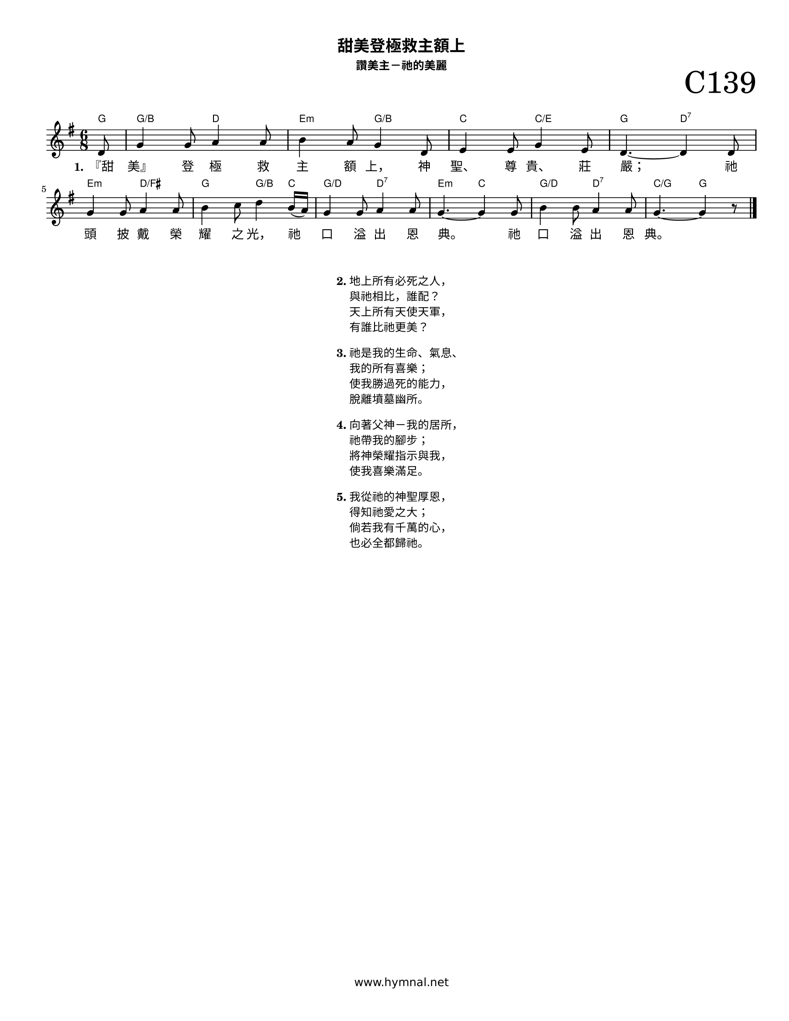 甜美登極救主額上
讚美主－祂的美麗
C139
G G/B D Em G/B C C/E G D7
6
8
1. 『甜 美』 登 極 救 主 額 上， 神 聖、 尊 貴、 莊 嚴； 祂
5
Em D/F♯ G G/B C G/D D7 Em C G/D D7 C/G G
頭 披 戴 榮 耀 之 光， 祂 口 溢 出 恩 典。 祂 口 溢 出 恩 典。
2. 地上所有必死之人，
與祂相比，誰配？
天上所有天使天軍，
有誰比祂更美？
3. 祂是我的生命、氣息、
我的所有喜樂；
使我勝過死的能力，
脫離墳墓幽所。
4. 向著父神－我的居所，
祂帶我的腳步；
將神榮耀指示與我，
使我喜樂滿足。
5. 我從祂的神聖厚恩，
得知祂愛之大；
倘若我有千萬的心，
也必全都歸祂。
www.hymnal.net